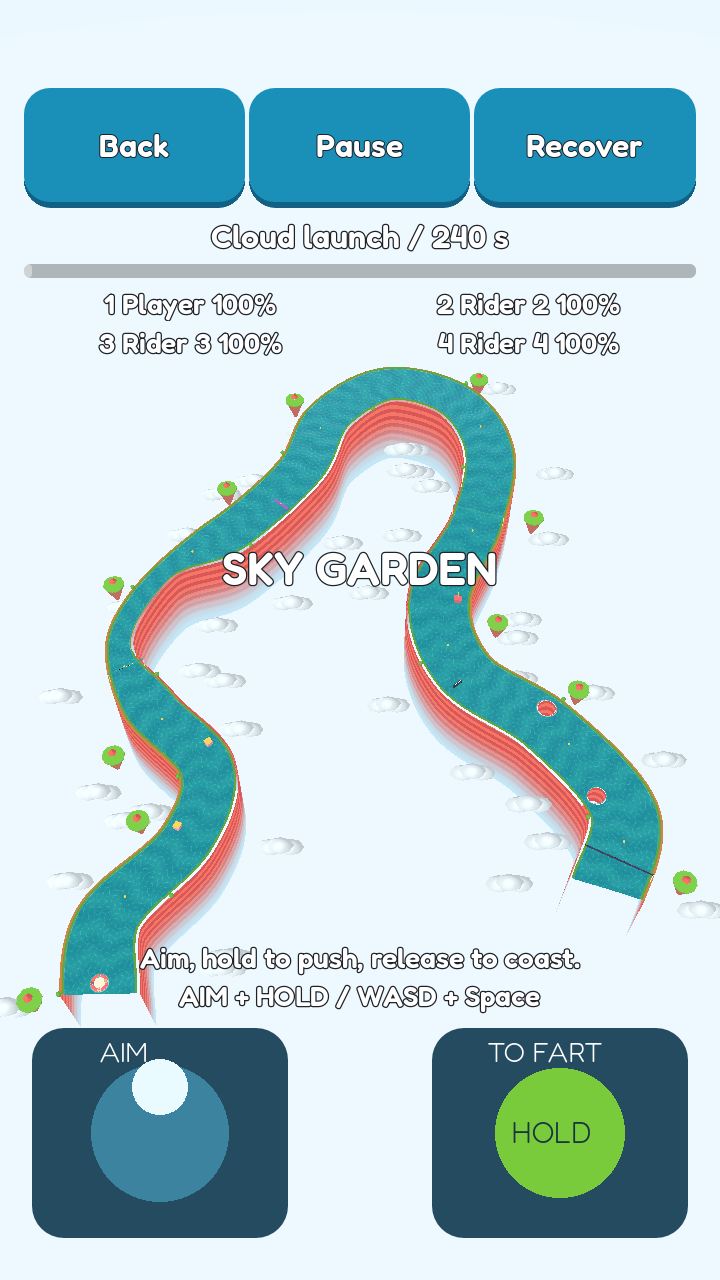 Back
Pause
Recover
Cloud launch / 240 s
1 Player 100%
2 Rider 2 100%
3 Rider 3 100%
4 Rider 4 100%
SKY GARDEN
Aim, hold to push, release to coast.
AIM + HOLD / WASD + Space
AIM
TO FART
HOLD